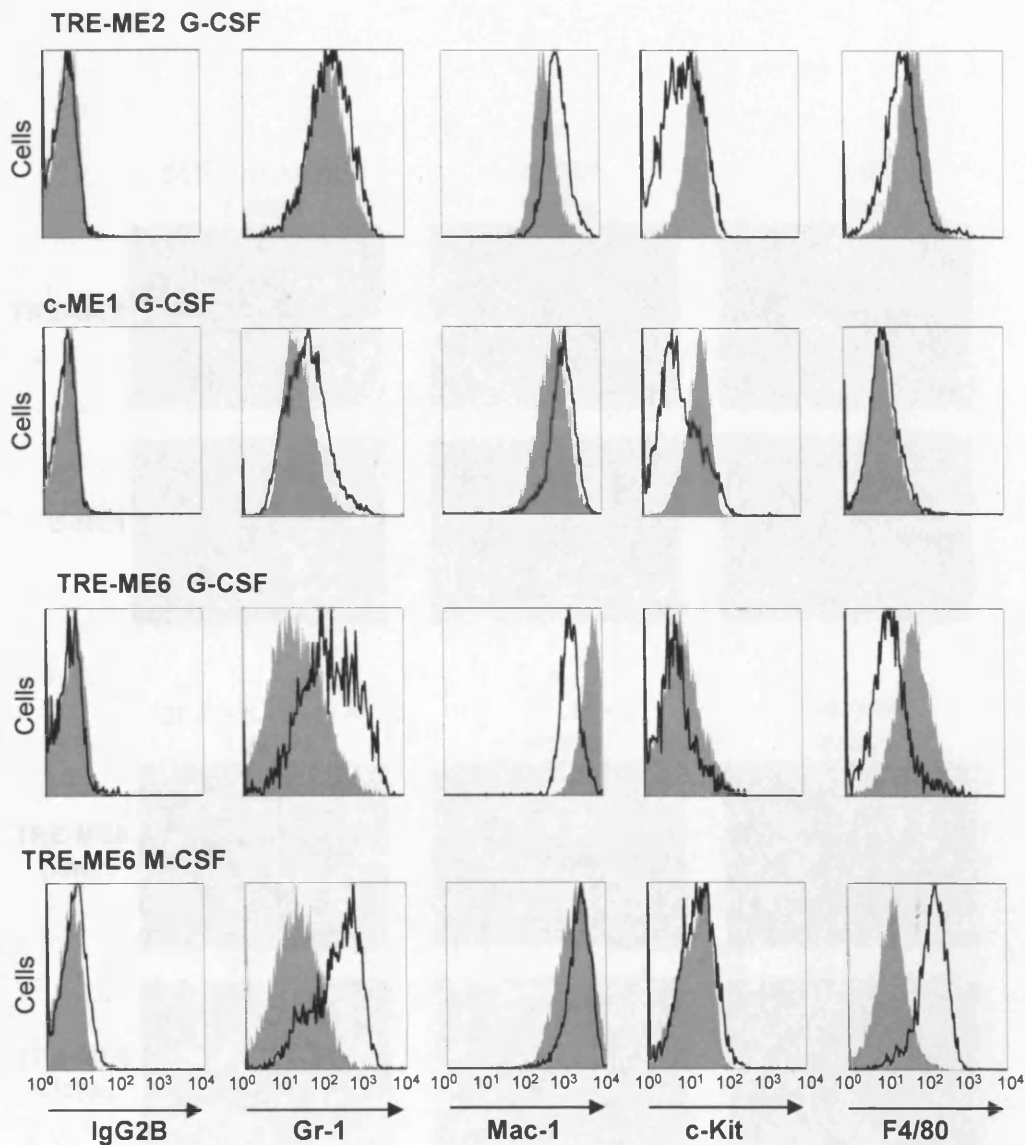 TRE-ME2 G-CSF
Cells
c-ME1 G-CSF
Cells
TRE-ME6 G-CSF
Cells
TRE-ME6 M-CSF
Cells
10⁰ 10¹ 10² 10³ 10⁴ 10⁰ 10¹ 10² 10³ 10⁴ 10⁰ 10¹ 10² 10³ 10⁴ 10⁰ 10¹ 10² 10³ 10⁴ 10⁰ 10¹ 10² 10³ 10⁴
IgG2B Gr-1 Mac-1 c-Kit F4/80